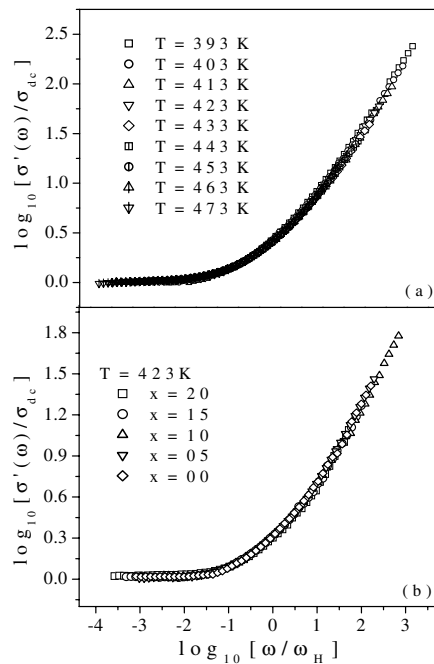 2.5
2.0
1.5
1.0
0.5
0.0
log10 [σ'(ω)/σdc]
T = 393 K
T = 403 K
T = 413 K
T = 423 K
T = 433 K
T = 443 K
T = 453 K
T = 463 K
T = 473 K
(a)
1.8
1.5
1.2
0.9
0.6
0.3
0.0
log10 [σ'(ω)/σdc]
T = 423K
x = 20
x = 15
x = 10
x = 05
x = 00
(b)
-4 -3 -2 -1 0 1 2 3 4
log10 [ω/ωH]